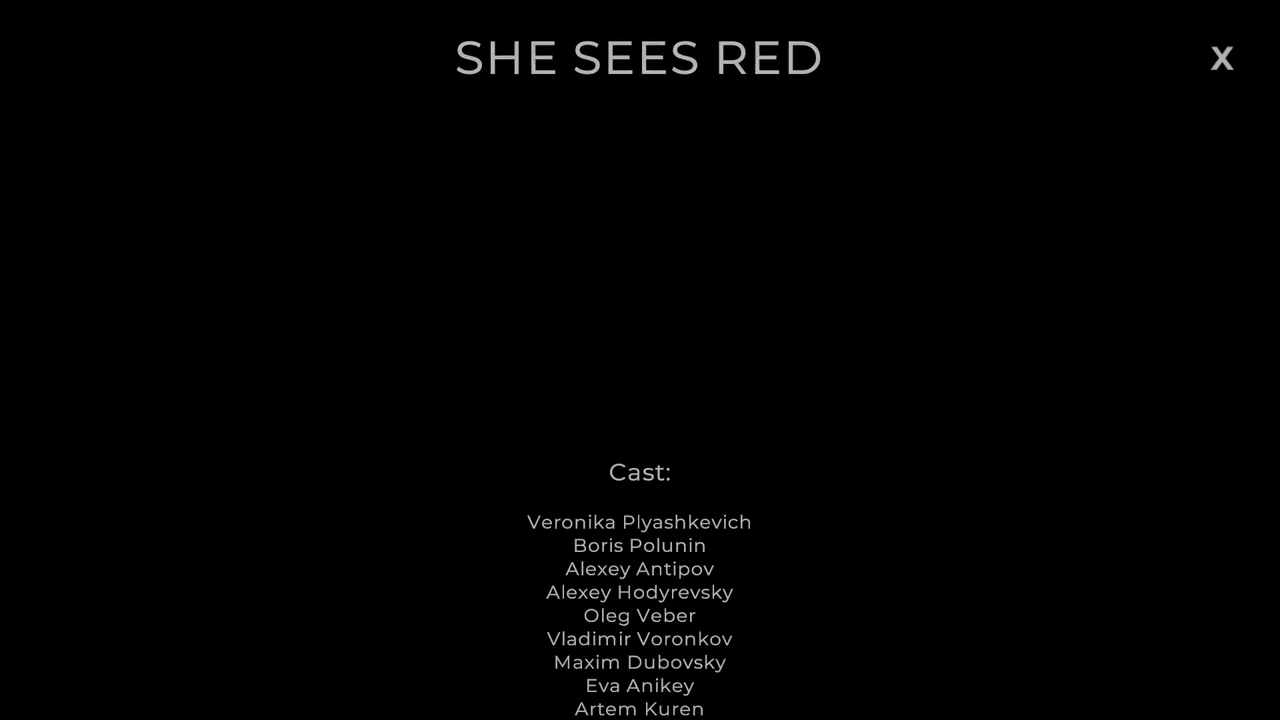 SHE SEES RED
X
Cast:
Veronika Plyashkevich
Boris Polunin
Alexey Antipov
Alexey Hodyrevsky
Oleg Veber
Vladimir Voronkov
Maxim Dubovsky
Eva Anikey
Artem Kuren